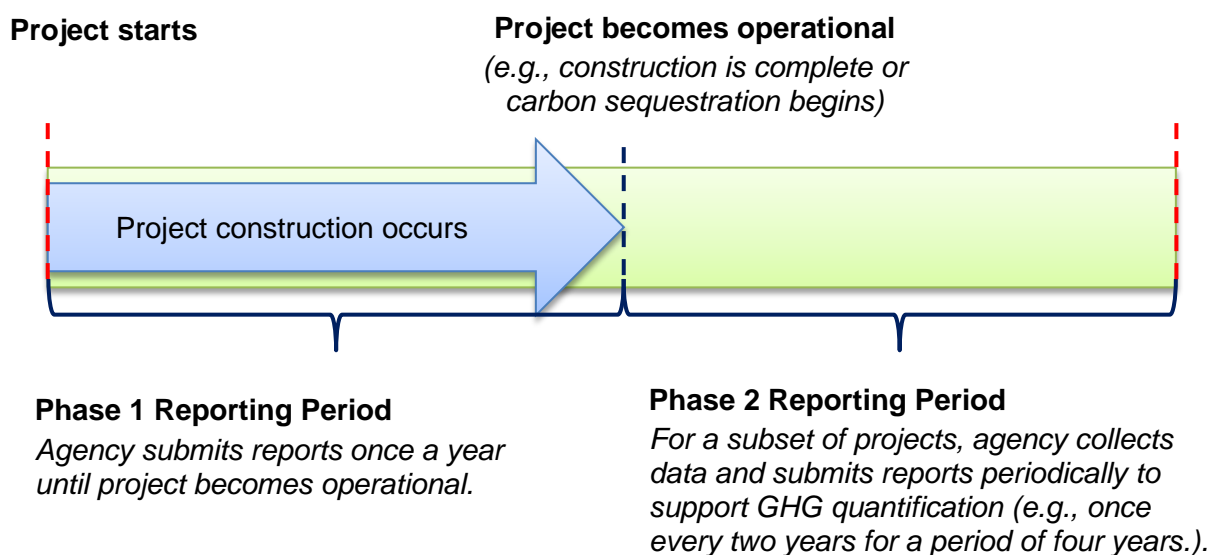 Project starts
Project becomes operational
(e.g., construction is complete or
carbon sequestration begins)
Project construction occurs
Phase 1 Reporting Period
Agency submits reports once a year
until project becomes operational.
Phase 2 Reporting Period
For a subset of projects, agency collects
data and submits reports periodically to
support GHG quantification (e.g., once
every two years for a period of four years.).